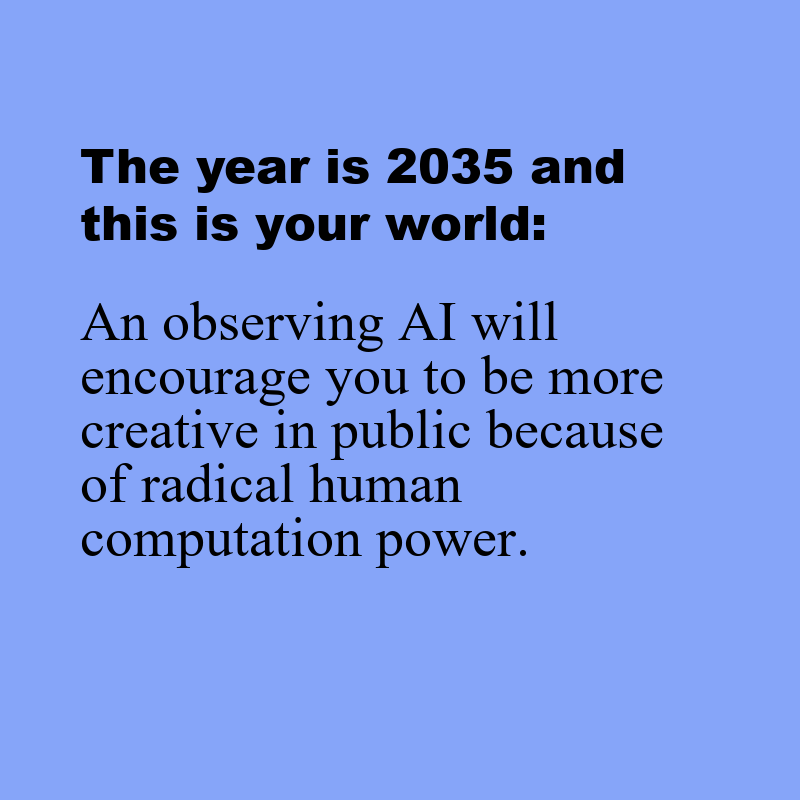 The year is 2035 and
this is your world:
An observing AI will
encourage you to be more
creative in public because
of radical human
computation power.